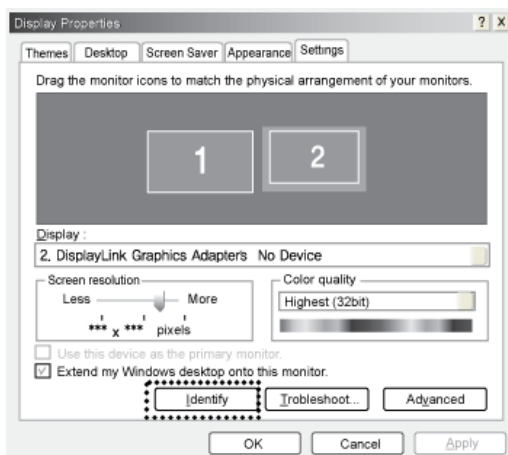 Display Properties ? X
Themes Desktop Screen Saver Appearance Settings
Drag the monitor icons to match the physical arrangement of your monitors.
1 2
Display :
2. DisplayLink Graphics Adapter's No Device
Screen resolution Color quality
Less More Highest (32bit)
*** x *** pixels
Use this device as the primary monitor.
Extend my Windows desktop onto this monitor.
Identify Trobleshoot... Advanced
OK Cancel Apply